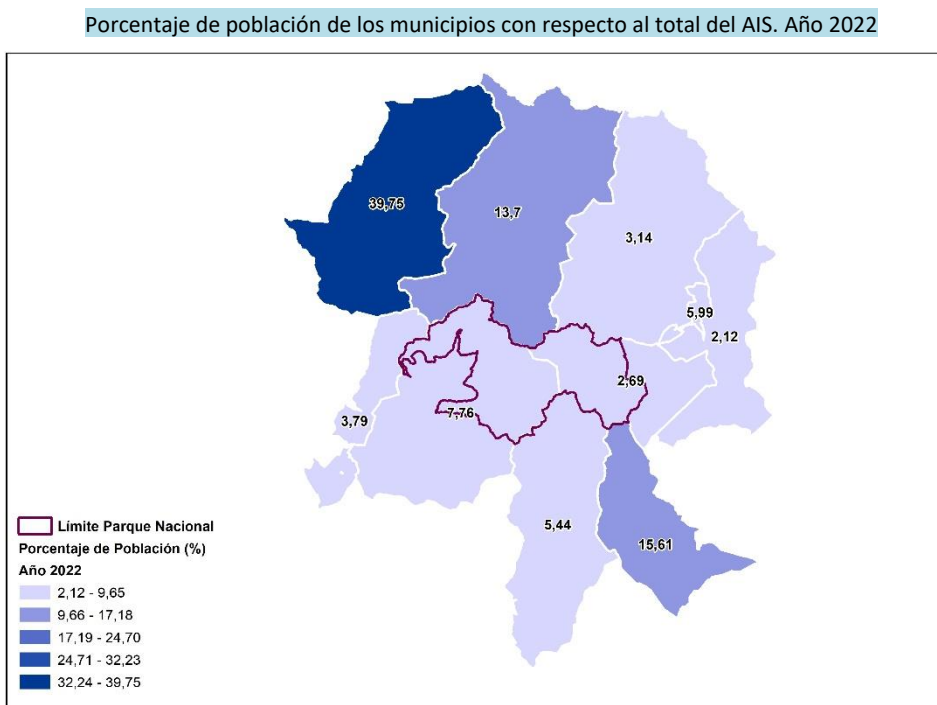 Porcentaje de población de los municipios con respecto al total del AIS. Año 2022
39,75
13,7
3,14
5,99
2,12
2,69
3,79
7,76
5,44
15,61
Límite Parque Nacional
Porcentaje de Población (%)
Año 2022
2,12 - 9,65
9,66 - 17,18
17,19 - 24,70
24,71 - 32,23
32,24 - 39,75